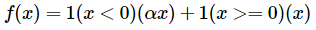 f(x) = 1(x < 0)(αx) + 1(x >= 0)(x)